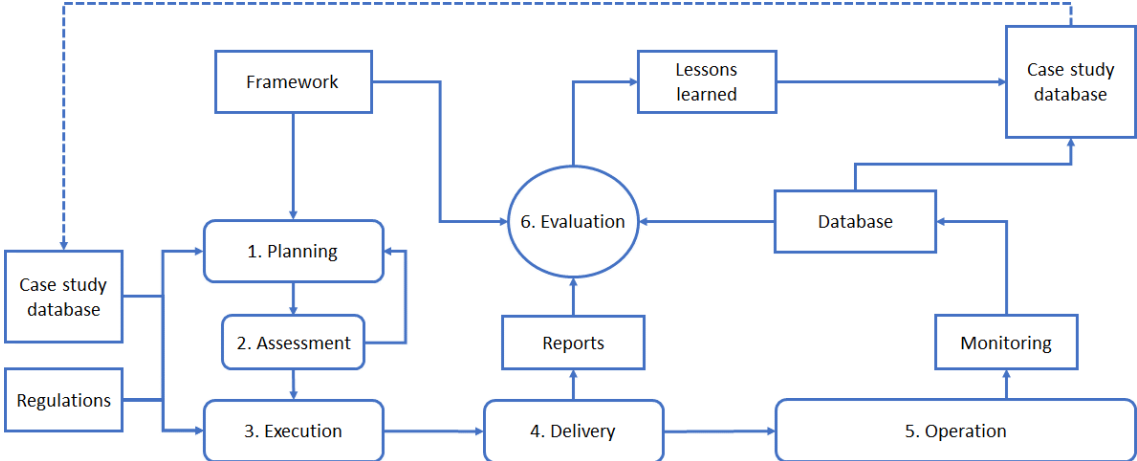 Framework
Lessons
learned
Case study
database
1. Planning
6. Evaluation
Database
Case study
database
2. Assessment
Reports
Monitoring
Regulations
3. Execution
4. Delivery
5. Operation